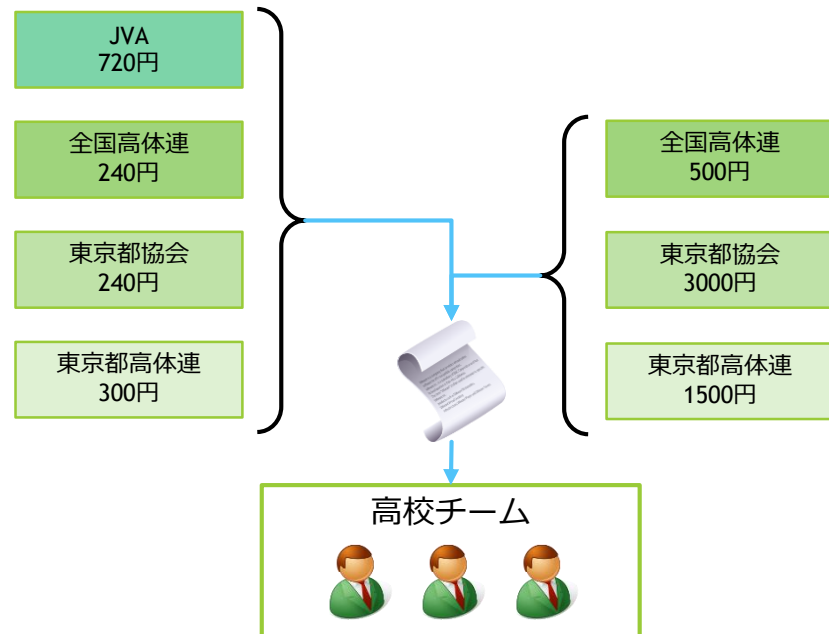 JVA
720円
全国高体連
240円
東京都協会
240円
東京都高体連
300円
全国高体連
500円
東京都協会
3000円
東京都高体連
1500円
高校チーム